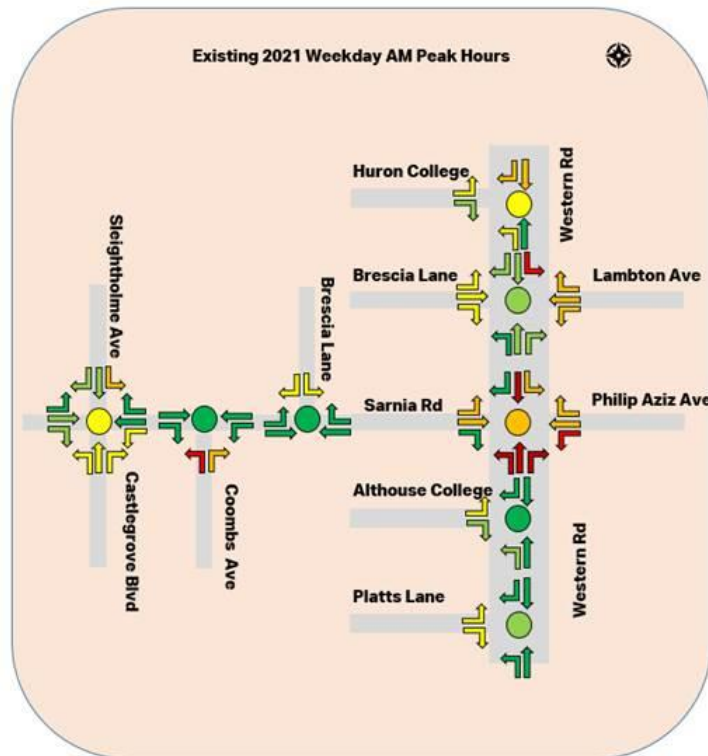 Existing 2021 Weekday AM Peak Hours
Huron College
Western Rd
Sleightholme Ave
Brescia Lane
Brescia Lane
Lambton Ave
Sarnia Rd
Philip Aziz Ave
Castlegrove Blvd
Coombs Ave
Althouse College
Western Rd
Platts Lane